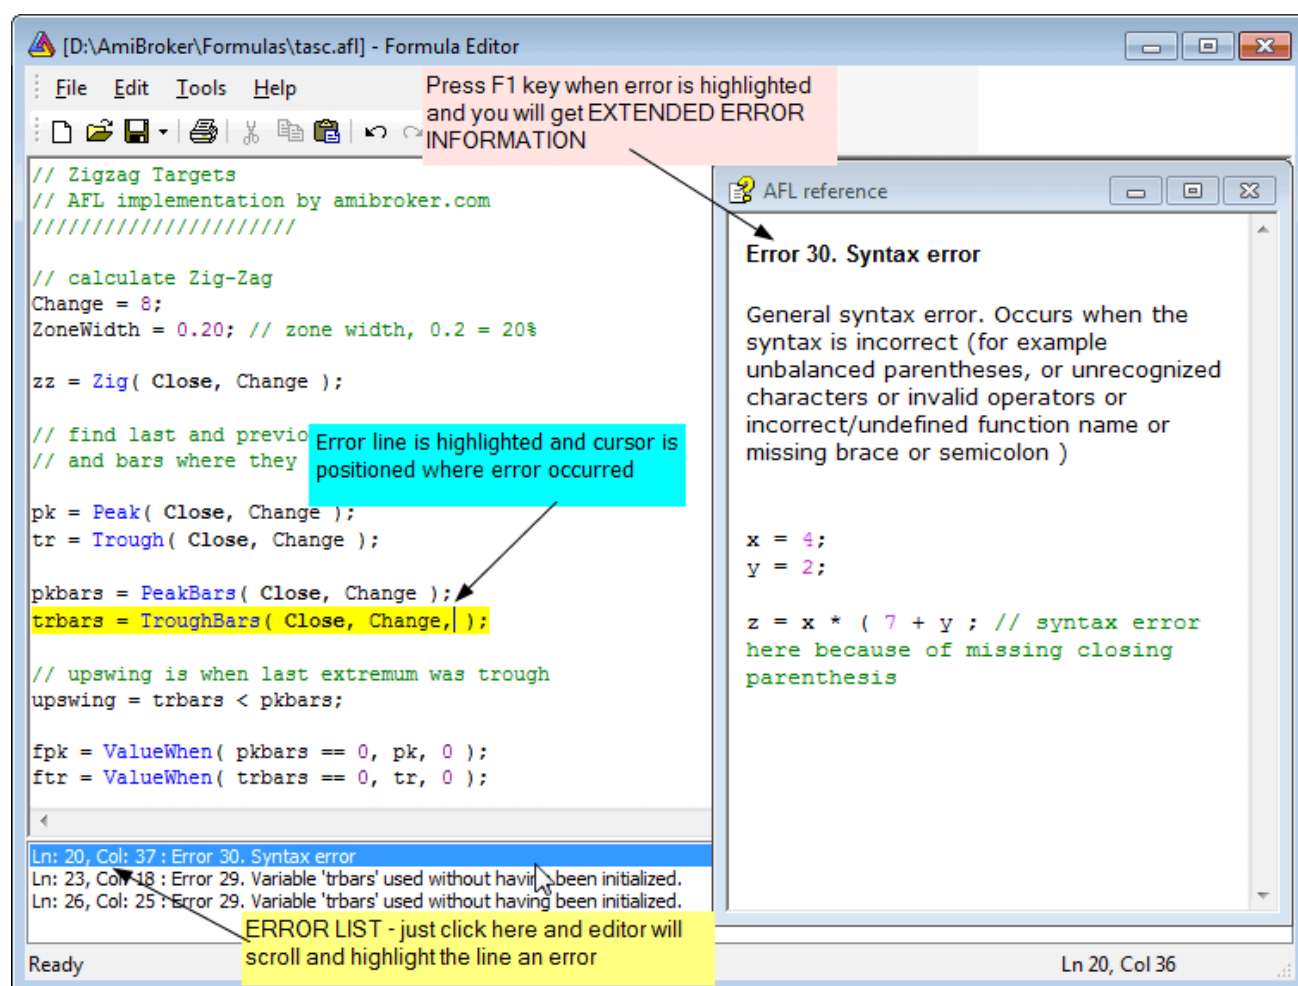 [D:\AmiBroker\Formulas\tasc.afl] - Formula Editor
File Edit Tools Help
Press F1 key when error is highlighted
and you will get EXTENDED ERROR
INFORMATION
// Zigzag Targets
// AFL implementation by amibroker.com
//////////////////////
// calculate Zig-Zag
Change = 8;
ZoneWidth = 0.20; // zone width, 0.2 = 20%
zz = Zig( Close, Change );
// find last and previo
// and bars where they
Error line is highlighted and cursor is
positioned where error occurred
pk = Peak( Close, Change );
tr = Trough( Close, Change );
pkbars = PeakBars( Close, Change );
trbars = TroughBars( Close, Change, );
// upswing is when last extremum was trough
upswing = trbars < pkbars;
fpk = ValueWhen( pkbars == 0, pk, 0 );
ftr = ValueWhen( trbars == 0, tr, 0 );
AFL reference
Error 30. Syntax error
General syntax error. Occurs when the
syntax is incorrect (for example
unbalanced parentheses, or unrecognized
characters or invalid operators or
incorrect/undefined function name or
missing brace or semicolon )
x = 4;
y = 2;
z = x * ( 7 + y ; // syntax error
here because of missing closing
parenthesis
Ln: 20, Col: 37 : Error 30. Syntax error
Ln: 23, Col: 18 : Error 29. Variable 'trbars' used without having been initialized.
Ln: 26, Col: 25 : Error 29. Variable 'trbars' used without having been initialized.
ERROR LIST - just click here and editor will
scroll and highlight the line an error
Ready
Ln 20, Col 36